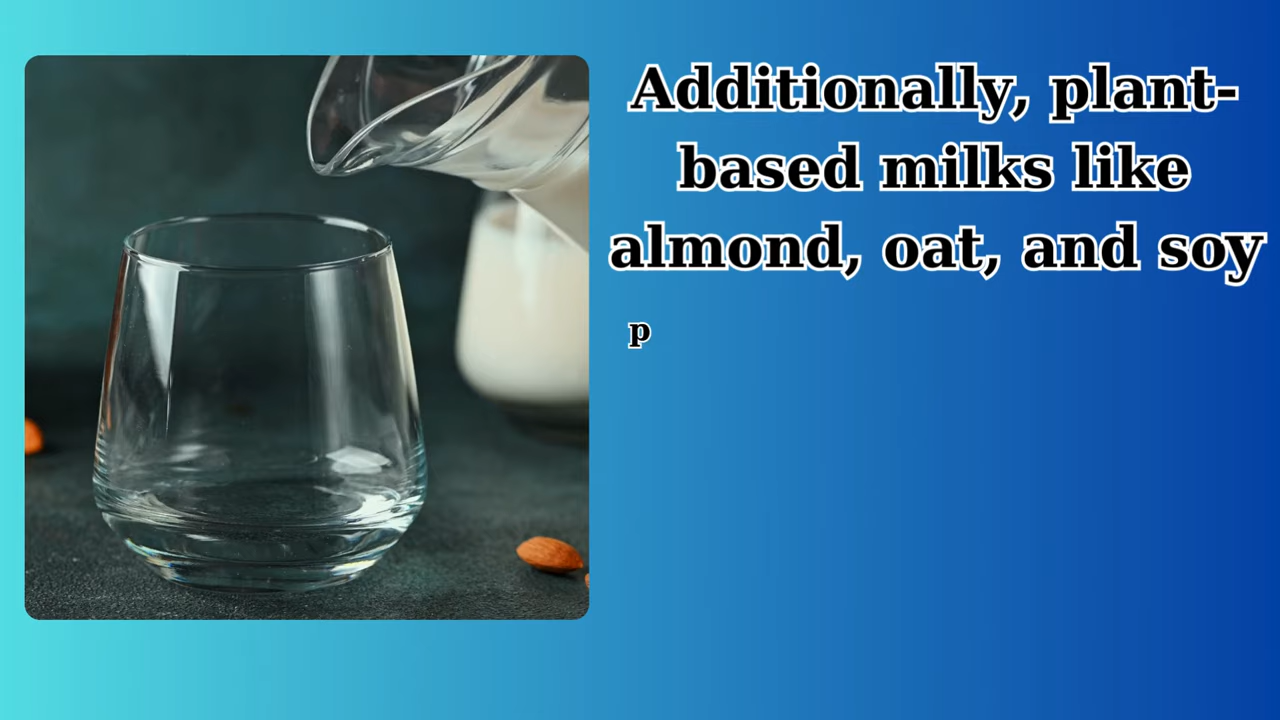 Additionally, plant-
based milks like
almond, oat, and soy
p